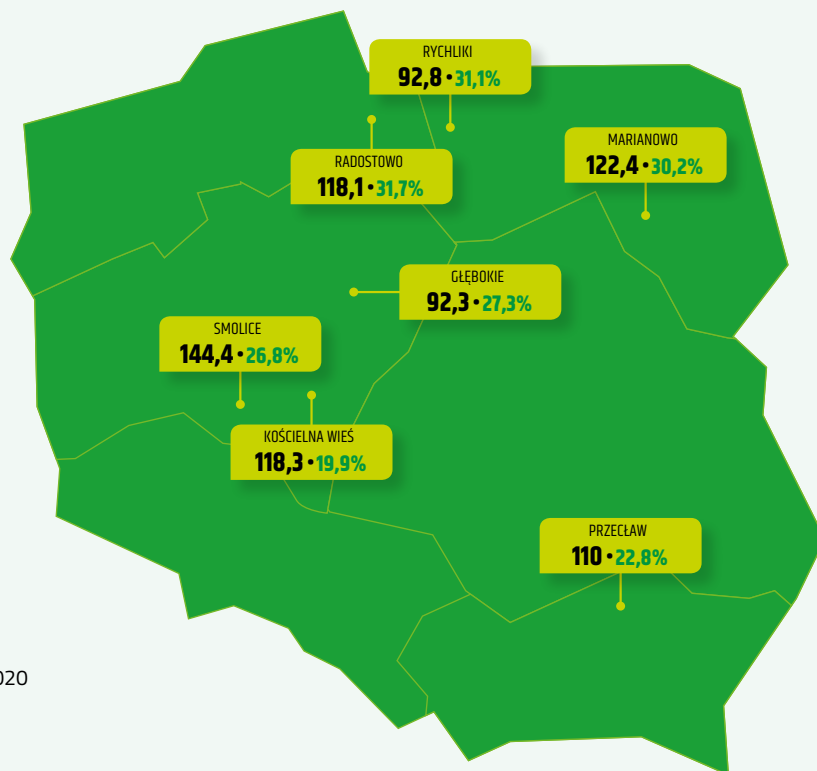 RYCHLIKI
92,8•31,1%
MARIANOWO
122,4•30,2%
RADOSTOWO
118,1•31,7%
GŁĘBOKIE
92,3•27,3%
SMOLICE
144,4•26,8%
KOŚCIELNA WIEŚ
118,3•19,9%
PRZECŁAW
110•22,8%
020